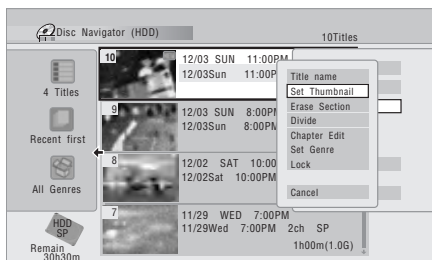 Disc Navigator (HDD)
10Titles
4 Titles
Recent first
All Genres
HDD
SP
Remain
30h30m
10
12/03 SUN 11:00PM
12/03Sun 11:00P
9
12/03 SUN 8:00PM
12/03Sun 8:00PM
8
12/02 SAT 10:00
12/02Sat 10:00PM
7
11/29 WED 7:00PM
11/29Wed 7:00PM 2ch SP
1h00m(1.0G)
Title name
Set Thumbnail
Erase Section
Divide
Chapter Edit
Set Genre
Lock
Cancel